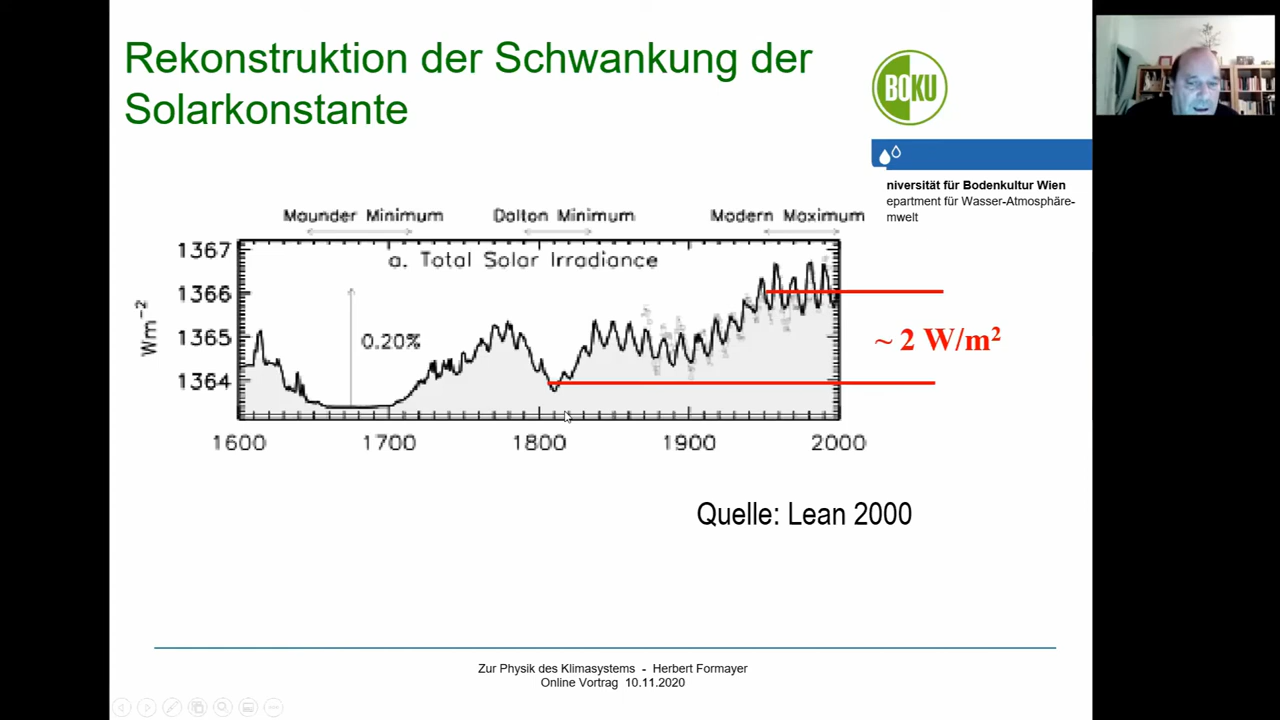 Rekonstruktion der Schwankung der
Solarkonstante
BOKU
niversität für Bodenkultur Wien
epartment für Wasser-Atmosphäre-
mwelt
Maunder Minimum
Dalton Minimum
Modern Maximum
a. Total Solar Irradiance
Wm⁻²
1367
1366
1365
1364
0.20%
~ 2 W/m²
1600
1700
1800
1900
2000
Quelle: Lean 2000
Zur Physik des Klimasystems - Herbert Formayer
Online Vortrag 10.11.2020